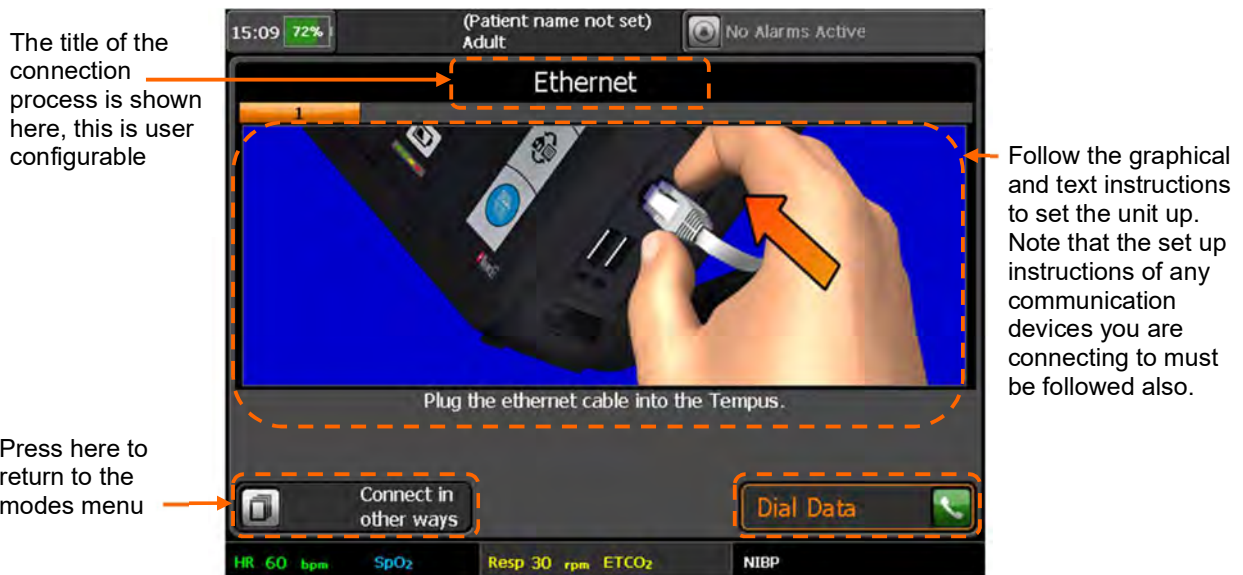 The title of the
connection
process is shown
here, this is user
configurable
15:09 72%
(Patient name not set)
Adult
No Alarms Active
Ethernet
1
Plug the ethernet cable into the Tempus.
Follow the graphical
and text instructions
to set the unit up.
Note that the set up
instructions of any
communication
devices you are
connecting to must
be followed also.
Press here to
return to the
modes menu
Connect in
other ways
Dial Data
HR 60 bpm SpO2 Resp 30 rpm ETCO2 NIBP